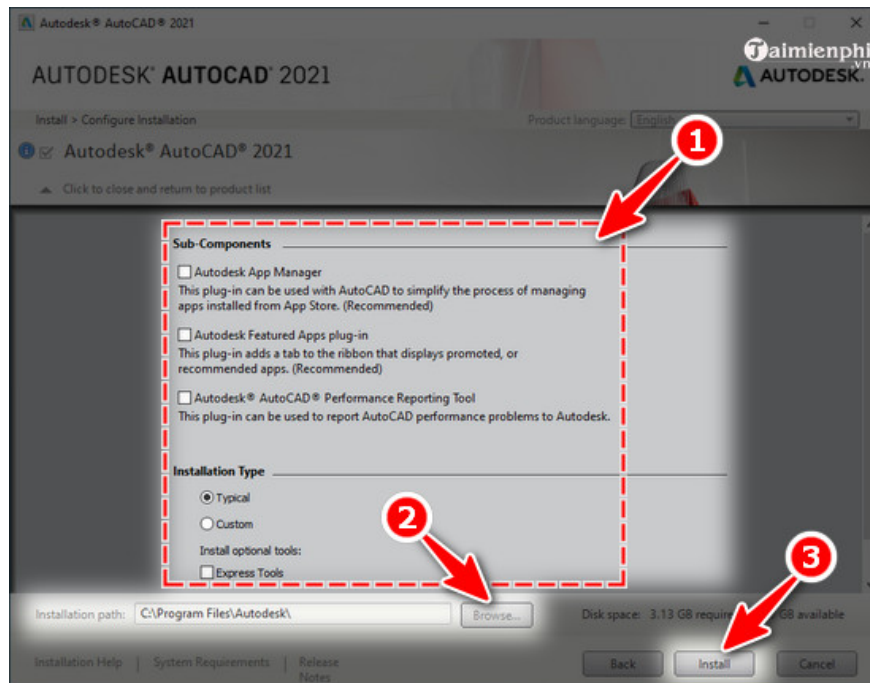 Autodesk® AutoCAD® 2021
Taimienphi
.vn
AUTODESK® AUTOCAD® 2021
AUTODESK.
Install > Configure Installation
Product language: English
1
Autodesk® AutoCAD® 2021
Click to close and return to product list
Sub-Components
Autodesk App Manager
This plug-in can be used with AutoCAD to simplify the process of managing
apps installed from App Store. (Recommended)
Autodesk Featured Apps plug-in
This plug-in adds a tab to the ribbon that displays promoted, or
recommended apps. (Recommended)
Autodesk® AutoCAD® Performance Reporting Tool
This plug-in can be used to report AutoCAD performance problems to Autodesk.
Installation Type
Typical
2
Custom
Install optional tools:
3
Express Tools
Installation path: C:\Program Files\Autodesk\ Browse... Disk space: 3.13 GB GB available
Installation Help | System Requirements | Release
Notes
Back Install Cancel